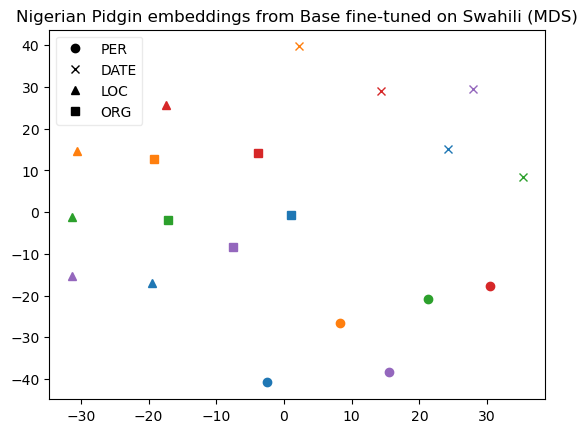 Nigerian Pidgin embeddings from Base fine-tuned on Swahili (MDS)
PER
DATE
LOC
ORG
40
30
20
10
0
−10
−20
−30
−40
−30 −20 −10 0 10 20 30